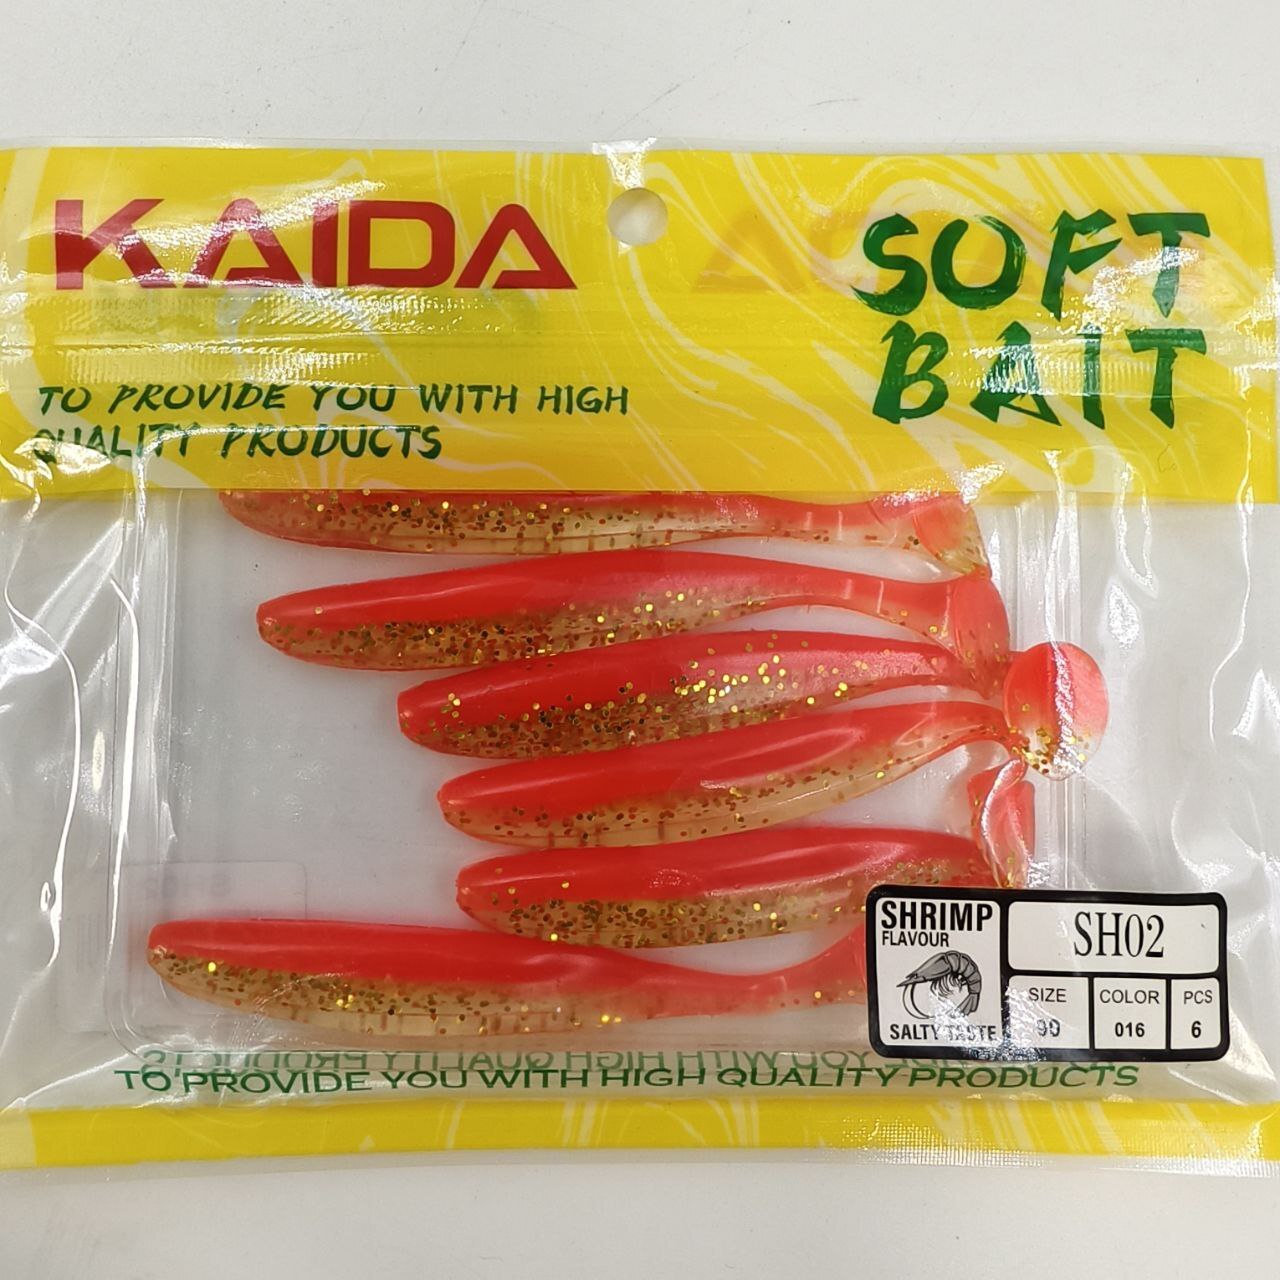 KAIDA
SOFT
BAIT
TO PROVIDE YOU WITH HIGH
QUALITY PRODUCTS
SHRIMP
FLAVOUR
SALTY TASTE
SH02
SIZE
90
COLOR
016
PCS
6
TO PROVIDE YOU WITH HIGH QUALITY PRODUCTS